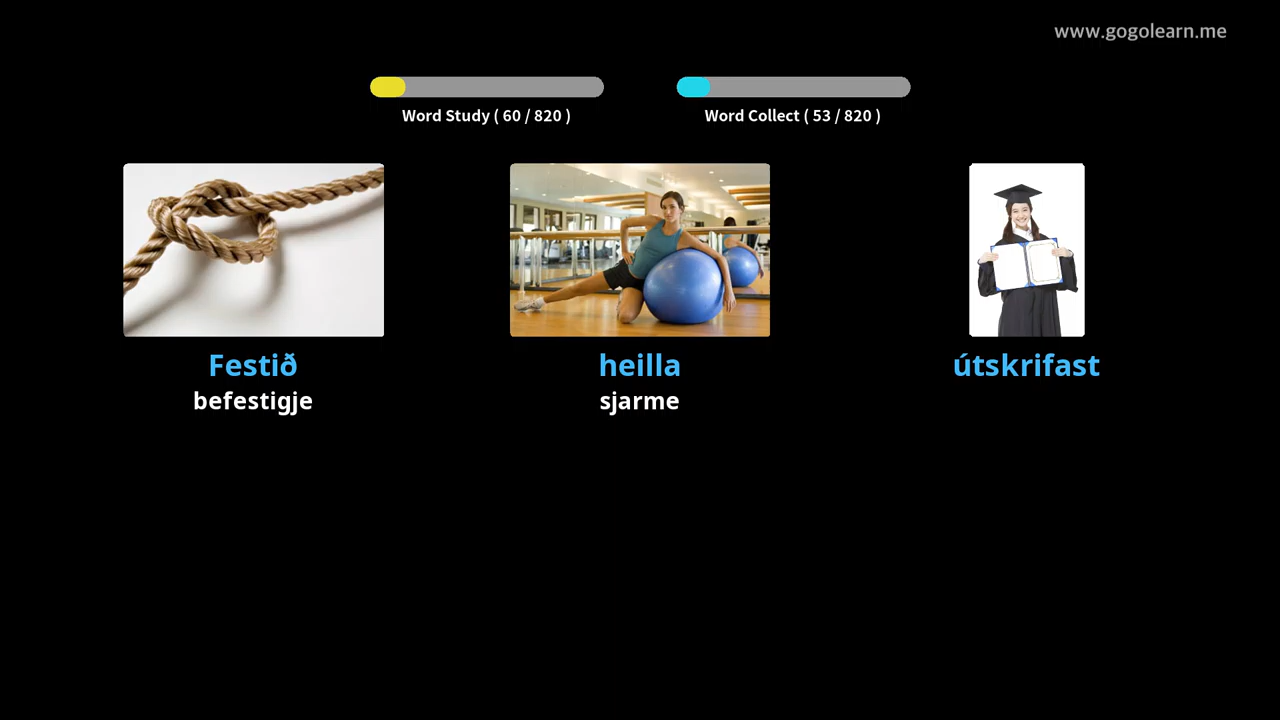 www.gogolearn.me
Word Study ( 60 / 820 )
Word Collect ( 53 / 820 )
Festið
heilla
útskrifast
befestigje
sjarme